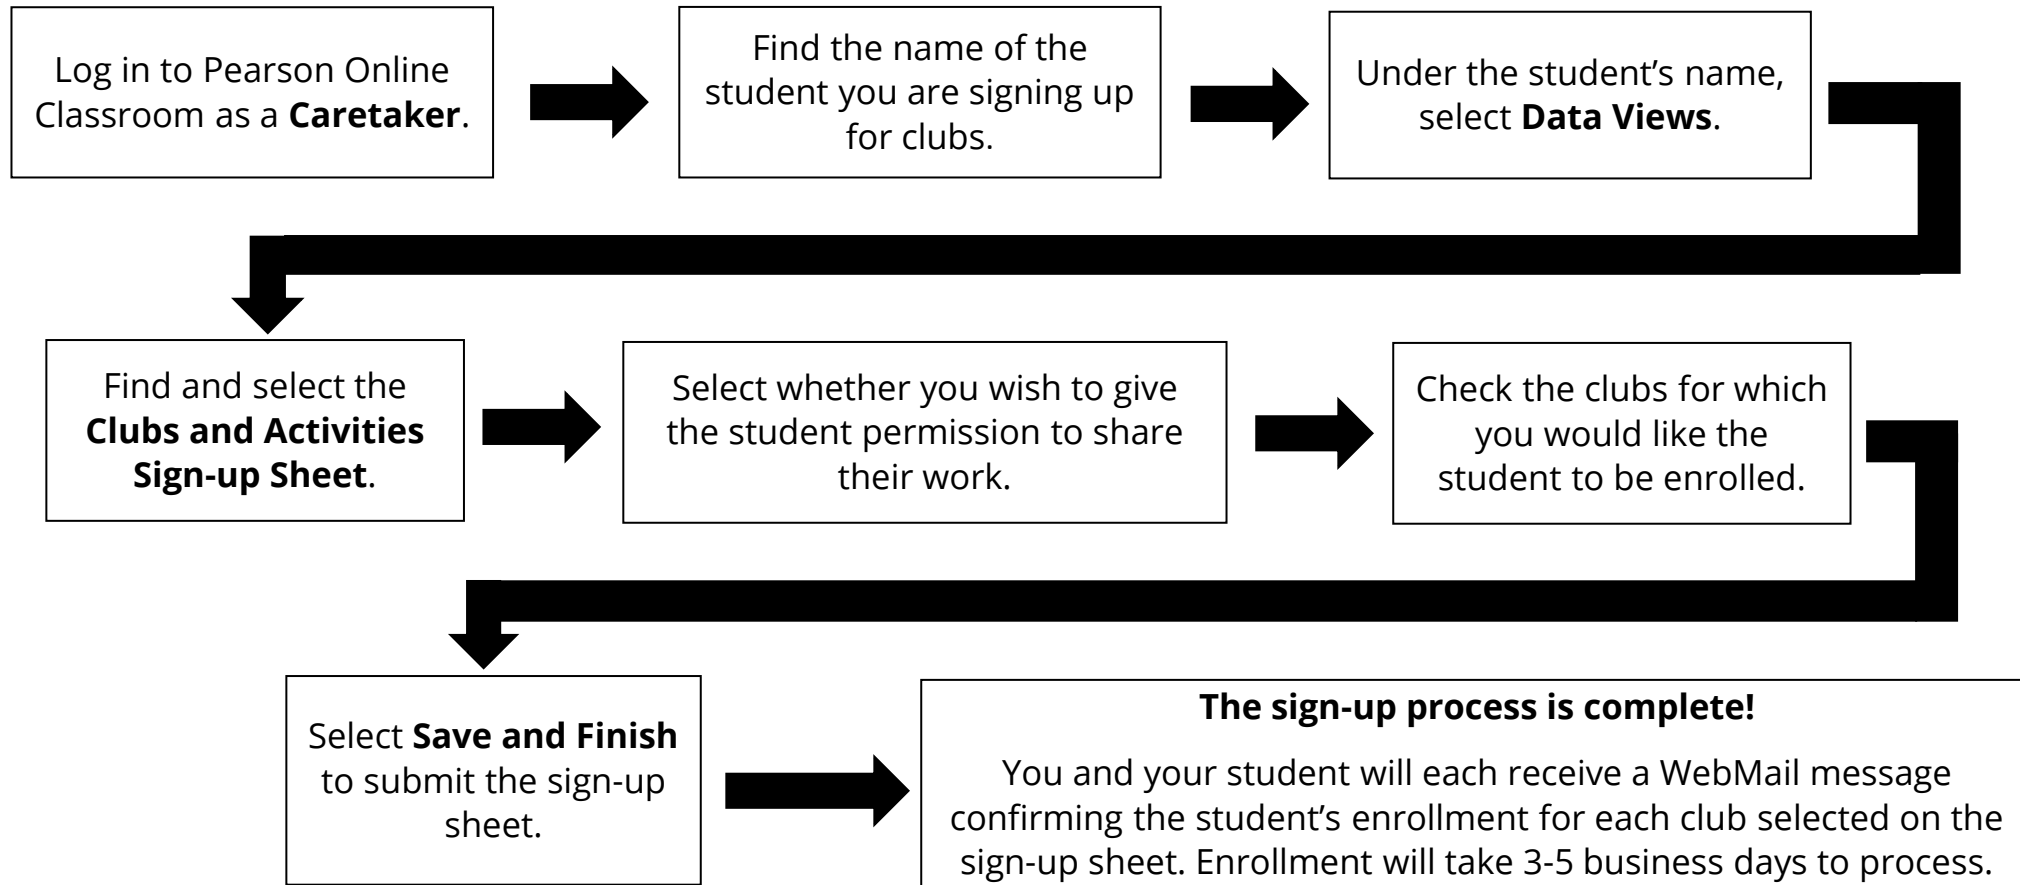 Log in to Pearson Online
Classroom as a Caretaker.
Find the name of the
student you are signing up
for clubs.
Under the student’s name,
select Data Views.
Find and select the
Clubs and Activities
Sign-up Sheet.
Select whether you wish to give
the student permission to share
their work.
Check the clubs for which
you would like the
student to be enrolled.
Select Save and Finish
to submit the sign-up
sheet.
The sign-up process is complete!
You and your student will each receive a WebMail message
confirming the student’s enrollment for each club selected on the
sign-up sheet. Enrollment will take 3-5 business days to process.